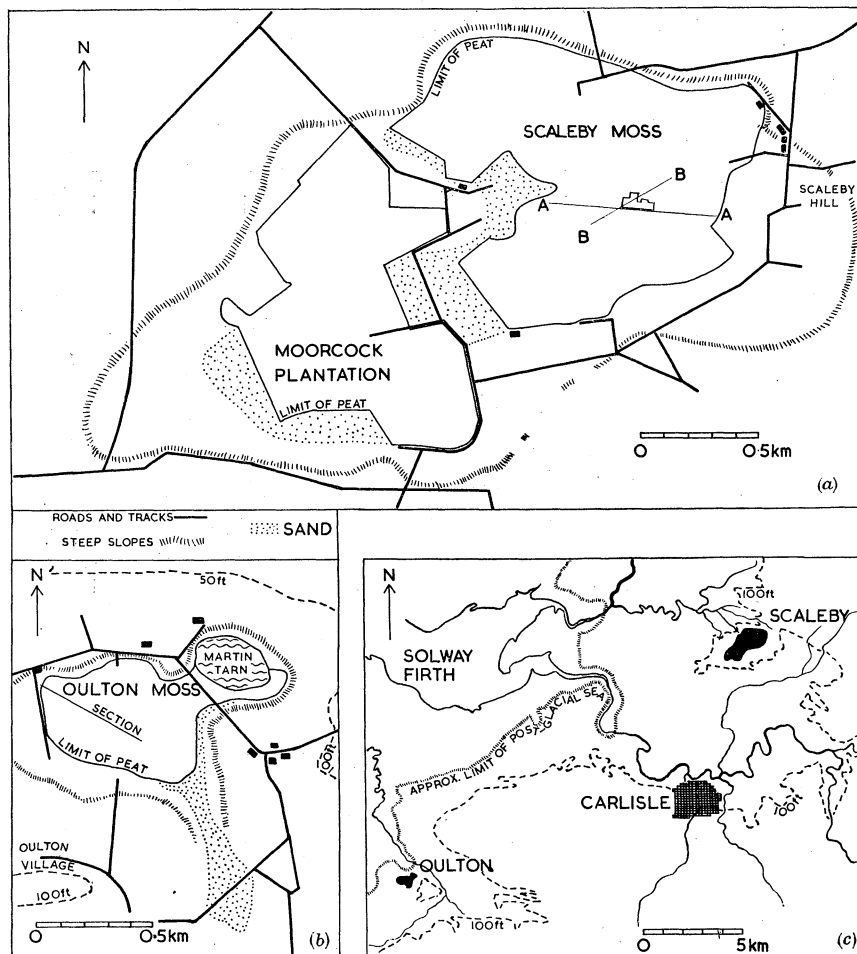 N
LIMIT OF PEAT
SCALEBY MOSS
B
A
A
B
SCALEBY
HILL
MOORCOCK
PLANTATION
LIMIT OF PEAT
0 0·5km
(a)
ROADS AND TRACKS
SAND
STEEP SLOPES
N
50ft
MARTIN
TARN
OULTON MOSS
SECTION
LIMIT OF PEAT
100ft
OULTON
VILLAGE
100ft
0 0·5km
(b)
N
100ft
SCALEBY
SOLWAY
FIRTH
APPROX. LIMIT OF POST-GLACIAL SEA
CARLISLE
100ft
OULTON
100ft
0 5km
(c)